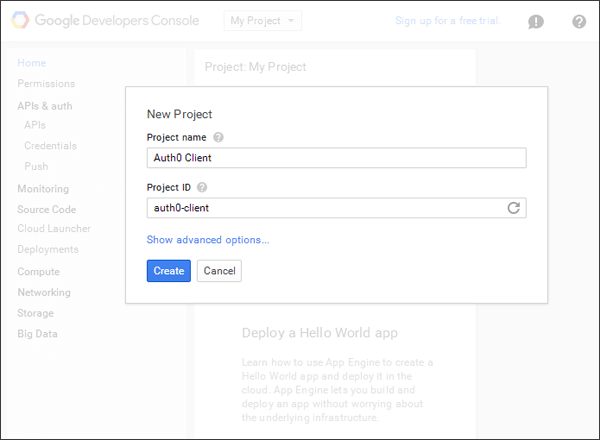 Google Developers Console
My Project
Sign up for a free trial.
Home
Permissions
APIs & auth
APIs
Credentials
Push
Monitoring
Source Code
Cloud Launcher
Deployments
Compute
Networking
Storage
Big Data
Project: My Project
New Project
Project name ?
Auth0 Client
Project ID ?
auth0-client
Show advanced options...
Create Cancel
Deploy a Hello World app
Learn how to use App Engine to create a
Hello World app and deploy it in the
cloud. App Engine lets you build and
deploy an app without worrying about
the underlying infrastructure.